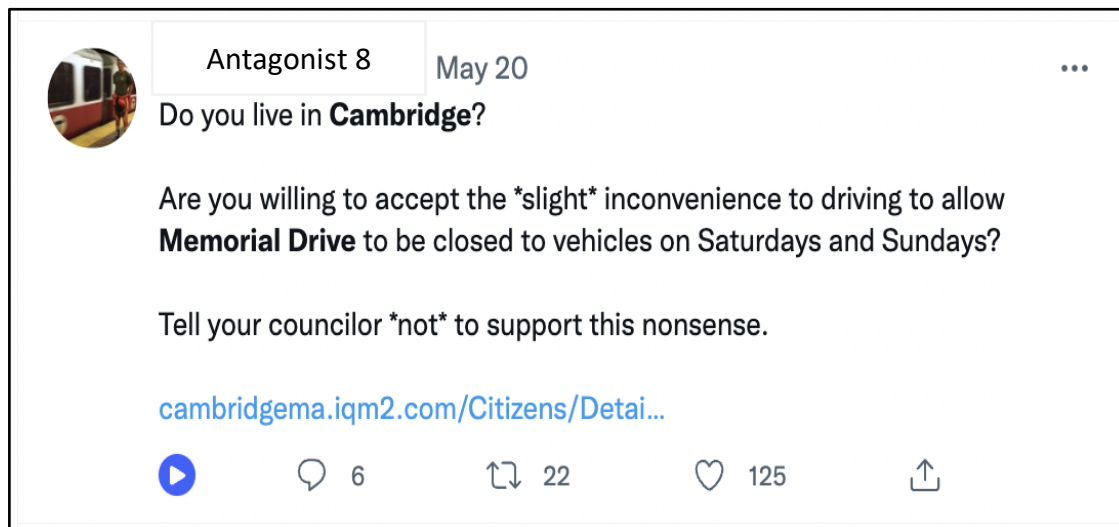 Antagonist 8
May 20
Do you live in Cambridge?
Are you willing to accept the *slight* inconvenience to driving to allow
Memorial Drive to be closed to vehicles on Saturdays and Sundays?
Tell your councilor *not* to support this nonsense.
cambridgema.iqm2.com/Citizens/Detai...
6 22 125